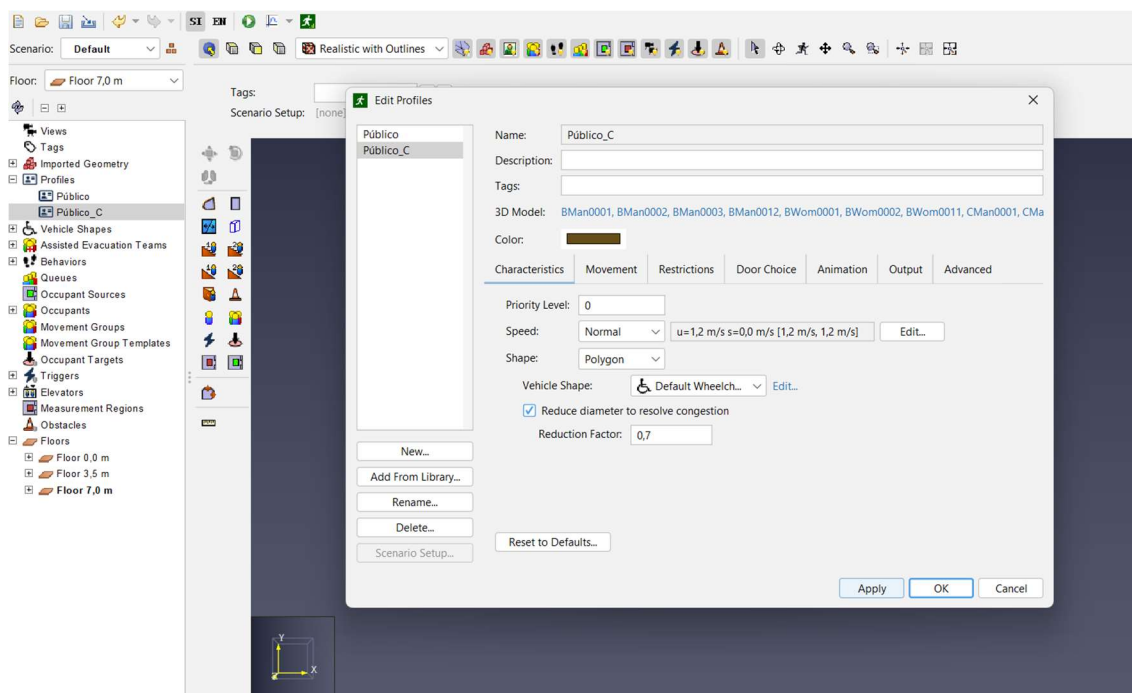 SI EN
Scenario: Default Realistic with Outlines
Floor: Floor 7,0 m
Tags:
Scenario Setup: [none]
Views
Tags
Imported Geometry
Profiles
Público
Público_C
Vehicle Shapes
Assisted Evacuation Teams
Behaviors
Queues
Occupant Sources
Occupants
Movement Groups
Movement Group Templates
Occupant Targets
Triggers
Elevators
Measurement Regions
Obstacles
Floors
Floor 0,0 m
Floor 3,5 m
Floor 7,0 m
Edit Profiles
Público
Público_C
New...
Add From Library...
Rename...
Delete...
Scenario Setup...
Name: Público_C
Description:
Tags:
3D Model: BMan0001, BMan0002, BMan0003, BMan0012, BWom0001, BWom0002, BWom0011, CMan0001, CMa
Color:
Characteristics Movement Restrictions Door Choice Animation Output Advanced
Priority Level: 0
Speed: Normal u=1,2 m/s s=0,0 m/s [1,2 m/s, 1,2 m/s] Edit...
Shape: Polygon
Vehicle Shape: Default Wheelch... Edit...
Reduce diameter to resolve congestion
Reduction Factor: 0,7
Reset to Defaults...
Apply OK Cancel
Y
X